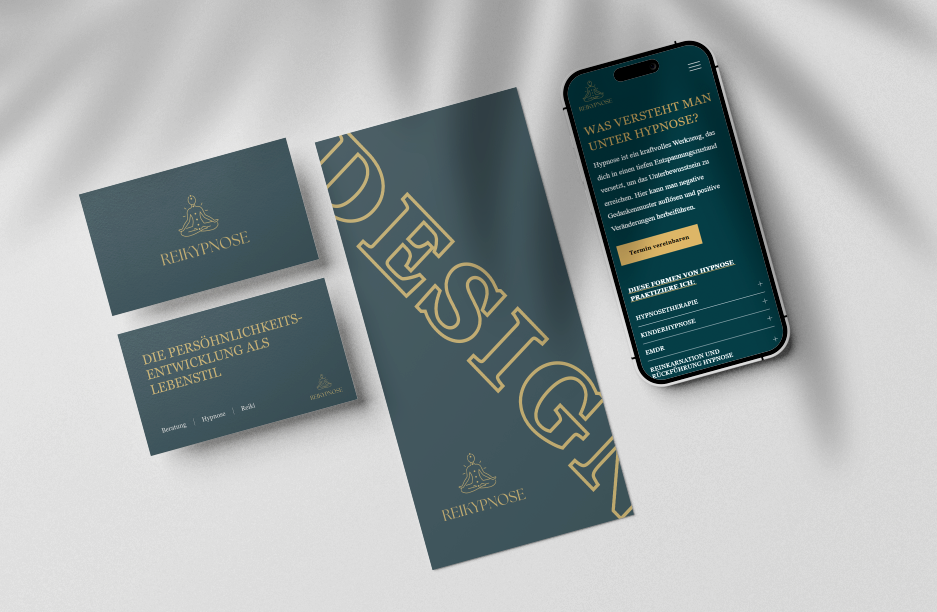 REIKYPNOSE
DIE PERSÖHNLICHKEITS-
ENTWICKLUNG ALS
LEBENSTIL
Beratung | Hypnose | Reiki
REIKYPNOSE
DESIGN
REIKYPNOSE
REIKYPNOSE
WAS VERSTEHT MAN
UNTER HYPNOSE?
Hypnose ist ein kraftvolles Werkzeug, das
dich in einen tiefen Entspannungszustand
versetzt, um das Unterbewusstsein zu
erreichen. Hier kann man negative
Gedankenmuster auflösen und positive
Veränderungen herbeiführen.
Termin vereinbaren
DIESE FORMEN VON HYPNOSE
PRAKTIZIERE ICH:
HYPNOSETHERAPIE +
KINDERHYPNOSE +
EMDR +
REINKARNATION UND +
RÜCKFÜHRUNG HYPNOSE